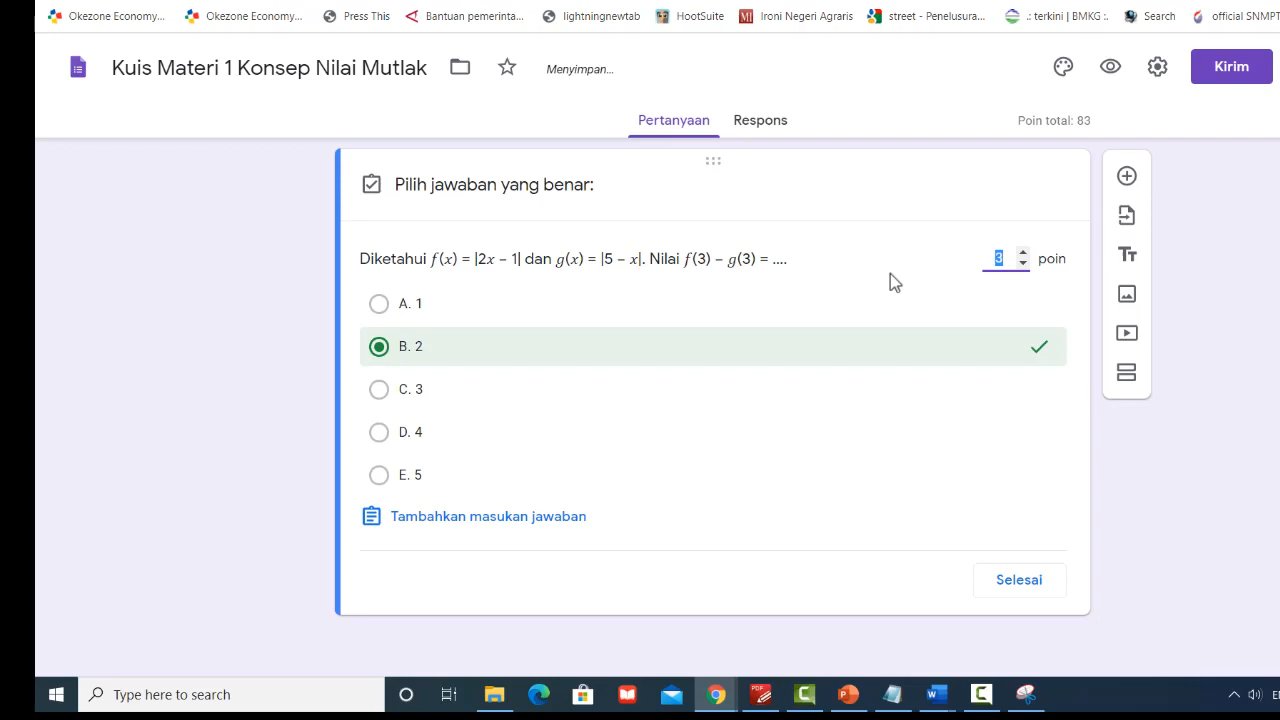 Okezone Economy... Okezone Economy... Press This Bantuan pemerinta... lightningnewtab HootSuite Ironi Negeri Agraris street - Penelusura... .: terkini | BMKG :. Search official SNMPT
Kuis Materi 1 Konsep Nilai Mutlak Menyimpan... Kirim
Pertanyaan Respons Poin total: 83
Pilih jawaban yang benar:
Diketahui f(x) = |2x − 1| dan g(x) = |5 − x|. Nilai f(3) − g(3) = .... 3 poin
A. 1
B. 2
C. 3
D. 4
E. 5
Tambahkan masukan jawaban
Selesai
Type here to search